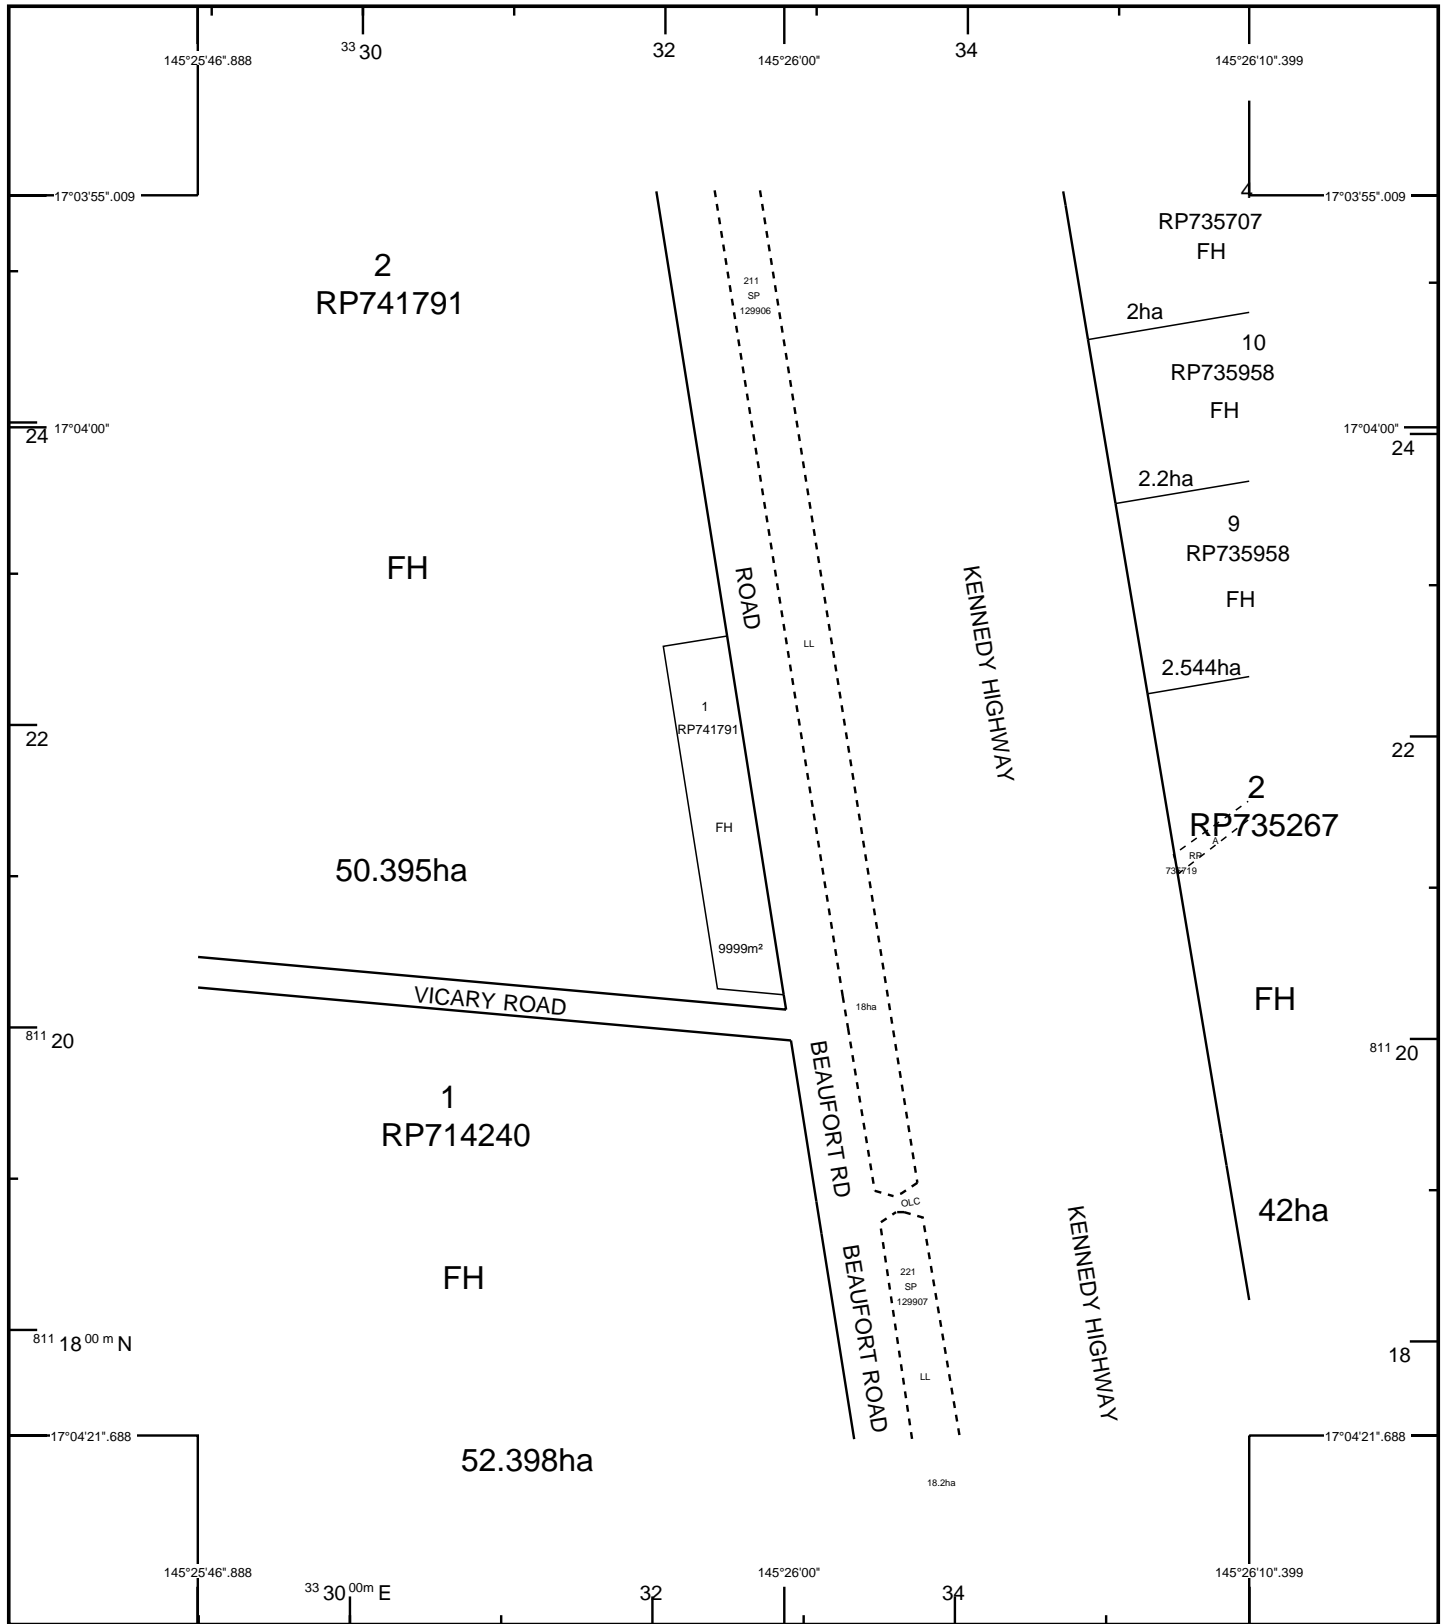 33 30
32
34
145°25'46".888
145°26'00"
145°26'10".399
17°03'55".009
17°03'55".009
4
RP735707
FH
2
RP741791
211
SP
129906
2ha
10
RP735958
FH
24
17°04'00"
17°04'00"
24
2.2ha
9
RP735958
FH
FH
ROAD
KENNEDY HIGHWAY
LL
2.544ha
1
RP741791
22
22
2
RP735267
A
RP
FH
50.395ha
9999m²
VICARY ROAD
18ha
FH
811 20
811 20
BEAUFORT RD
1
RP714240
OLC
42ha
KENNEDY HIGHWAY
FH
BEAUFORT ROAD
221
SP
129907
811 18 00 m N
18
LL
17°04'21".688
17°04'21".688
52.398ha
18.2ha
145°25'46".888
145°26'00"
145°26'10".399
33 30 00m E
32
34